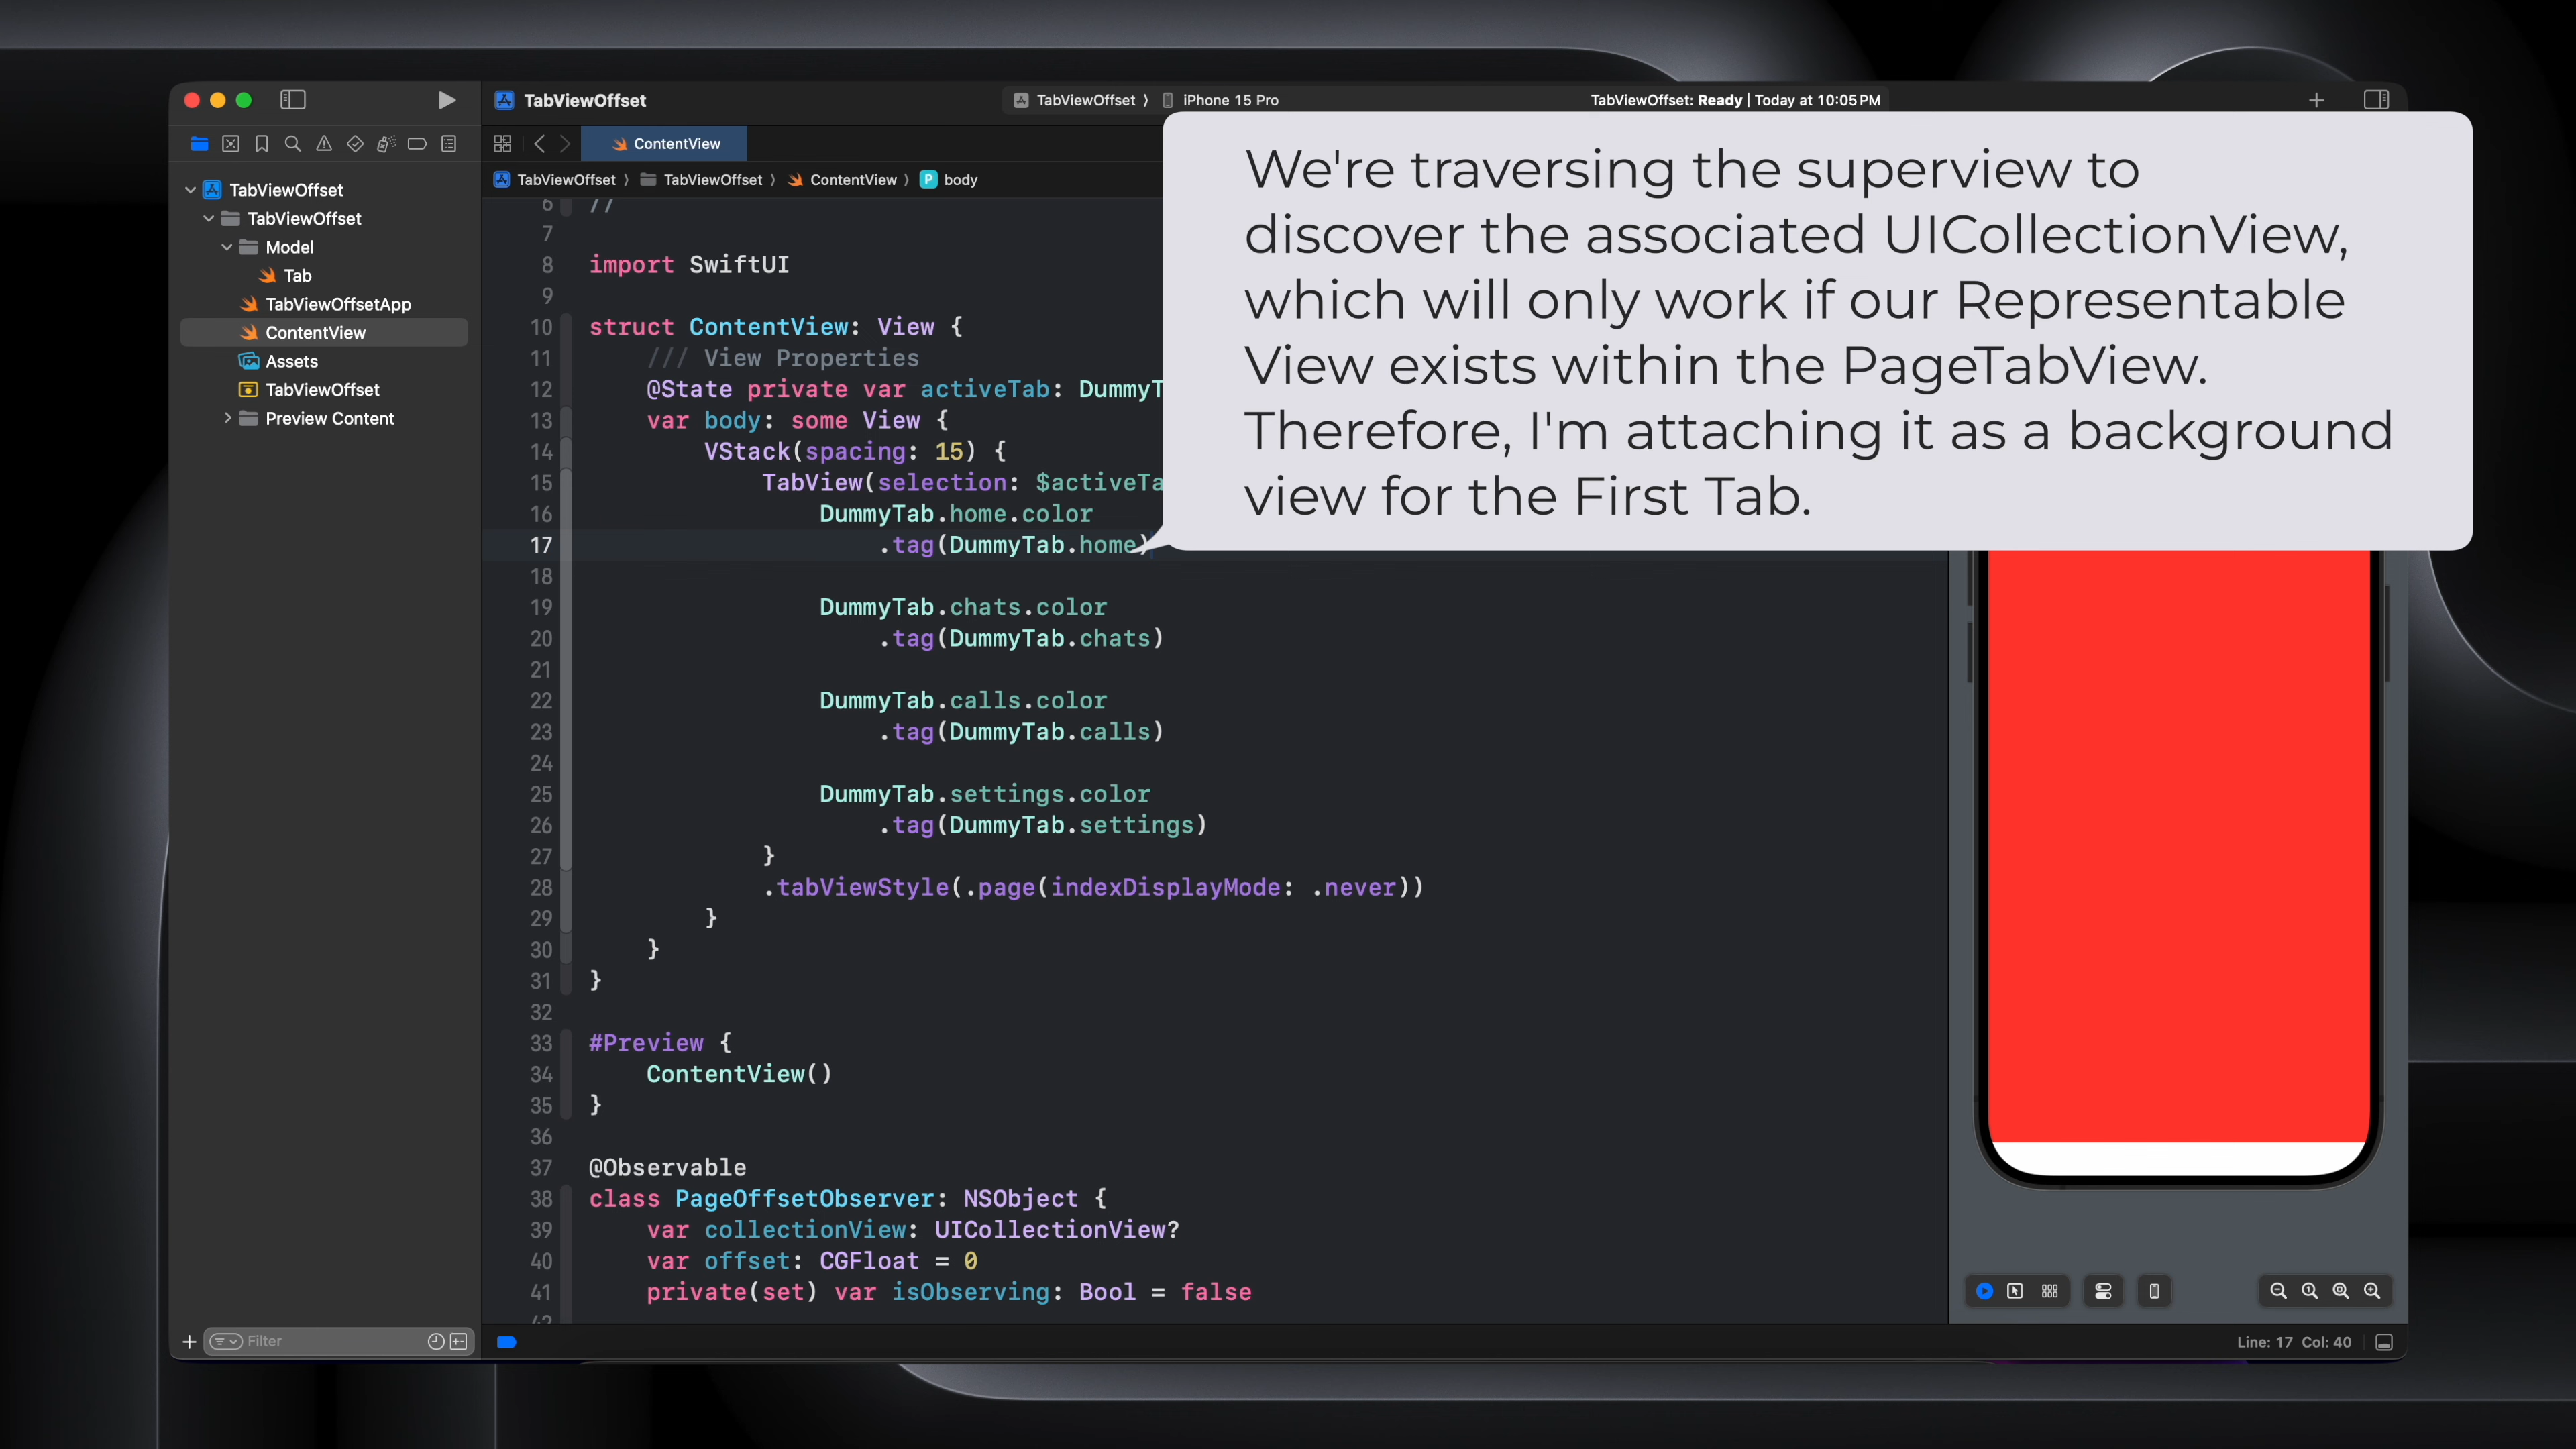 TabViewOffset
TabViewOffset ⟩ iPhone 15 Pro
TabViewOffset: Ready | Today at 10:05 PM
ContentView
TabViewOffset ⟩ TabViewOffset ⟩ ContentView ⟩ P body
TabViewOffset
TabViewOffset
Model
Tab
TabViewOffsetApp
ContentView
Assets
TabViewOffset
Preview Content
Filter
We're traversing the superview to
discover the associated UICollectionView,
which will only work if our Representable
View exists within the PageTabView.
Therefore, I'm attaching it as a background
view for the First Tab.
6 //
7
8 import SwiftUI
9
10 struct ContentView: View {
11 /// View Properties
12 @State private var activeTab: DummyT
13 var body: some View {
14 VStack(spacing: 15) {
15 TabView(selection: $activeTa
16 DummyTab.home.color
17 .tag(DummyTab.home)
18
19 DummyTab.chats.color
20 .tag(DummyTab.chats)
21
22 DummyTab.calls.color
23 .tag(DummyTab.calls)
24
25 DummyTab.settings.color
26 .tag(DummyTab.settings)
27 }
28 .tabViewStyle(.page(indexDisplayMode: .never))
29 }
30 }
31 }
32
33 #Preview {
34 ContentView()
35 }
36
37 @Observable
38 class PageOffsetObserver: NSObject {
39 var collectionView: UICollectionView?
40 var offset: CGFloat = 0
41 private(set) var isObserving: Bool = false
42
Line: 17 Col: 40